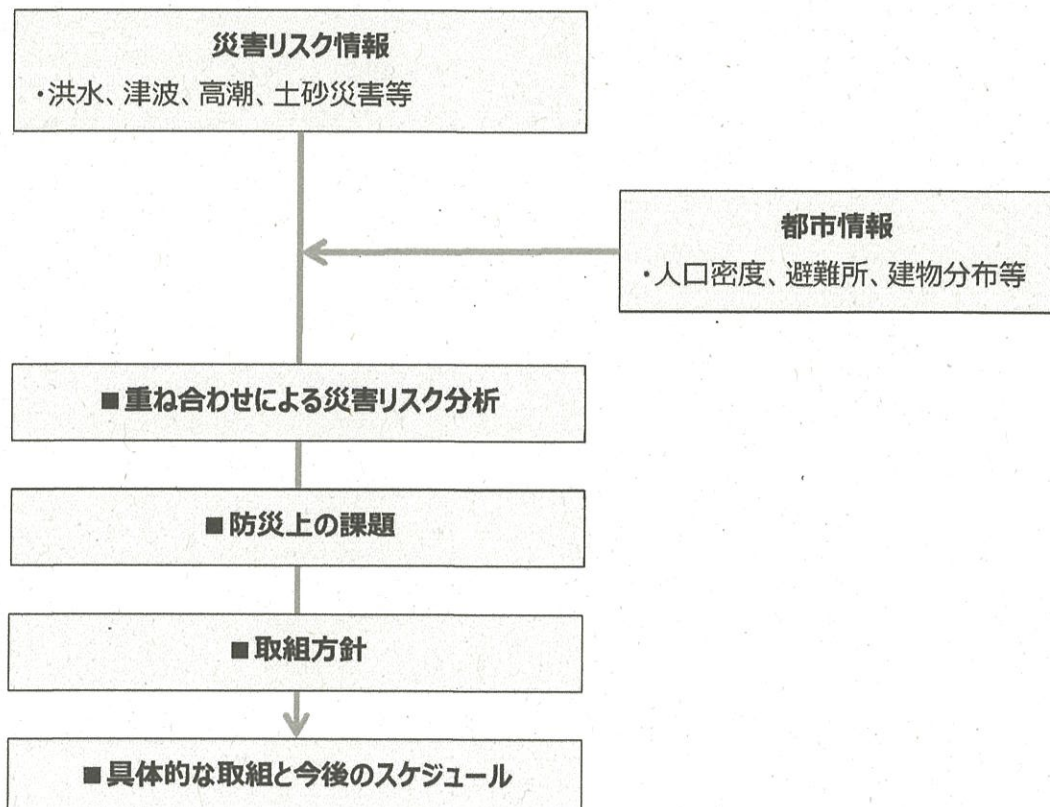 災害リスク情報
・洪水、津波、高潮、土砂災害等
都市情報
・人口密度、避難所、建物分布等
■重ね合わせによる災害リスク分析
■防災上の課題
■取組方針
■具体的な取組と今後のスケジュール